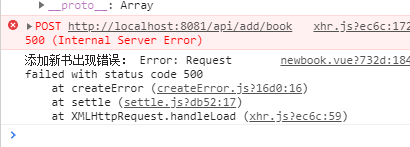 ▶ __proto__: Array
▶ POST http://localhost:8081/api/add/book xhr.js?ec6c:172
500 (Internal Server Error)
添加新书出现错误： Error: Request newbook.vue?732d:184
failed with status code 500
at createError (createError.js?16d0:16)
at settle (settle.js?db52:17)
at XMLHttpRequest.handleLoad (xhr.js?ec6c:59)